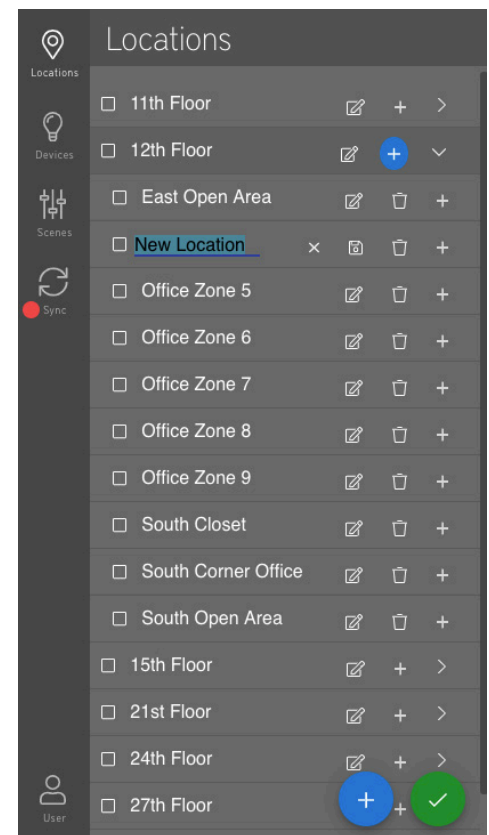 Locations
Locations
Devices
Scenes
Sync
User
11th Floor
12th Floor
East Open Area
New Location
Office Zone 5
Office Zone 6
Office Zone 7
Office Zone 8
Office Zone 9
South Closet
South Corner Office
South Open Area
15th Floor
21st Floor
24th Floor
27th Floor